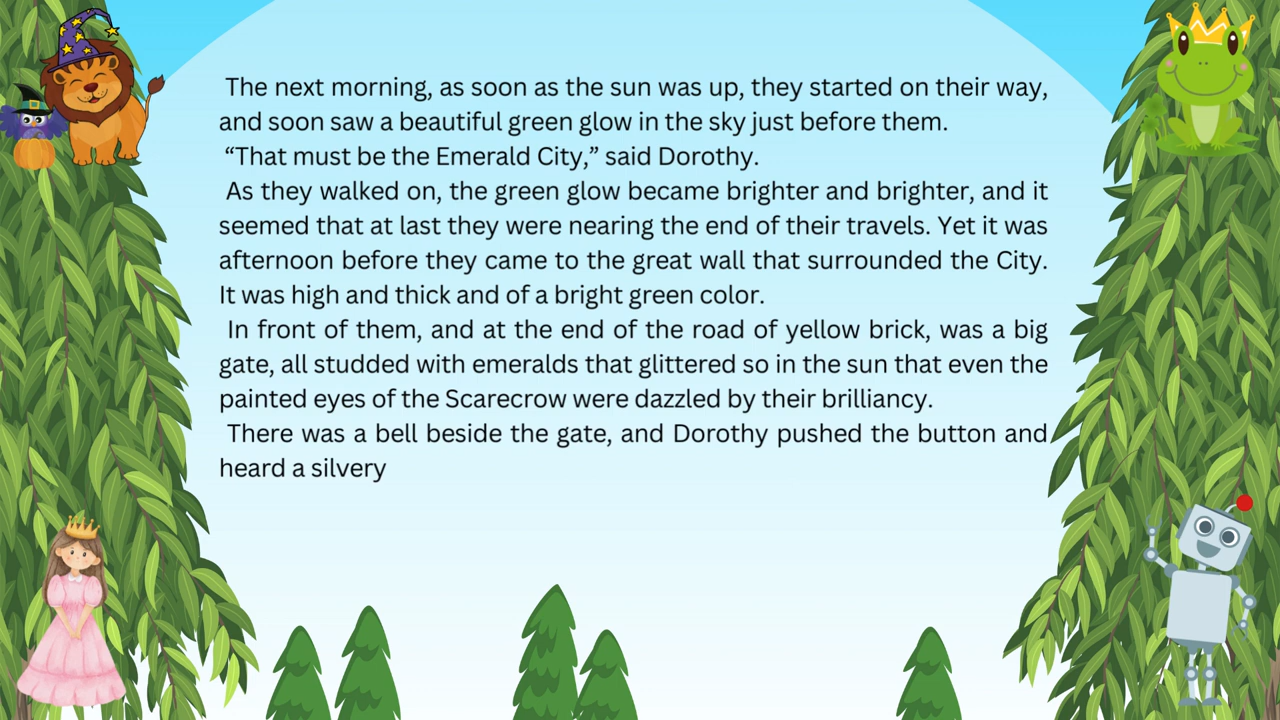 The next morning, as soon as the sun was up, they started on their way,
and soon saw a beautiful green glow in the sky just before them.
“That must be the Emerald City,” said Dorothy.
As they walked on, the green glow became brighter and brighter, and it
seemed that at last they were nearing the end of their travels. Yet it was
afternoon before they came to the great wall that surrounded the City.
It was high and thick and of a bright green color.
In front of them, and at the end of the road of yellow brick, was a big
gate, all studded with emeralds that glittered so in the sun that even the
painted eyes of the Scarecrow were dazzled by their brilliancy.
There was a bell beside the gate, and Dorothy pushed the button and
heard a silvery